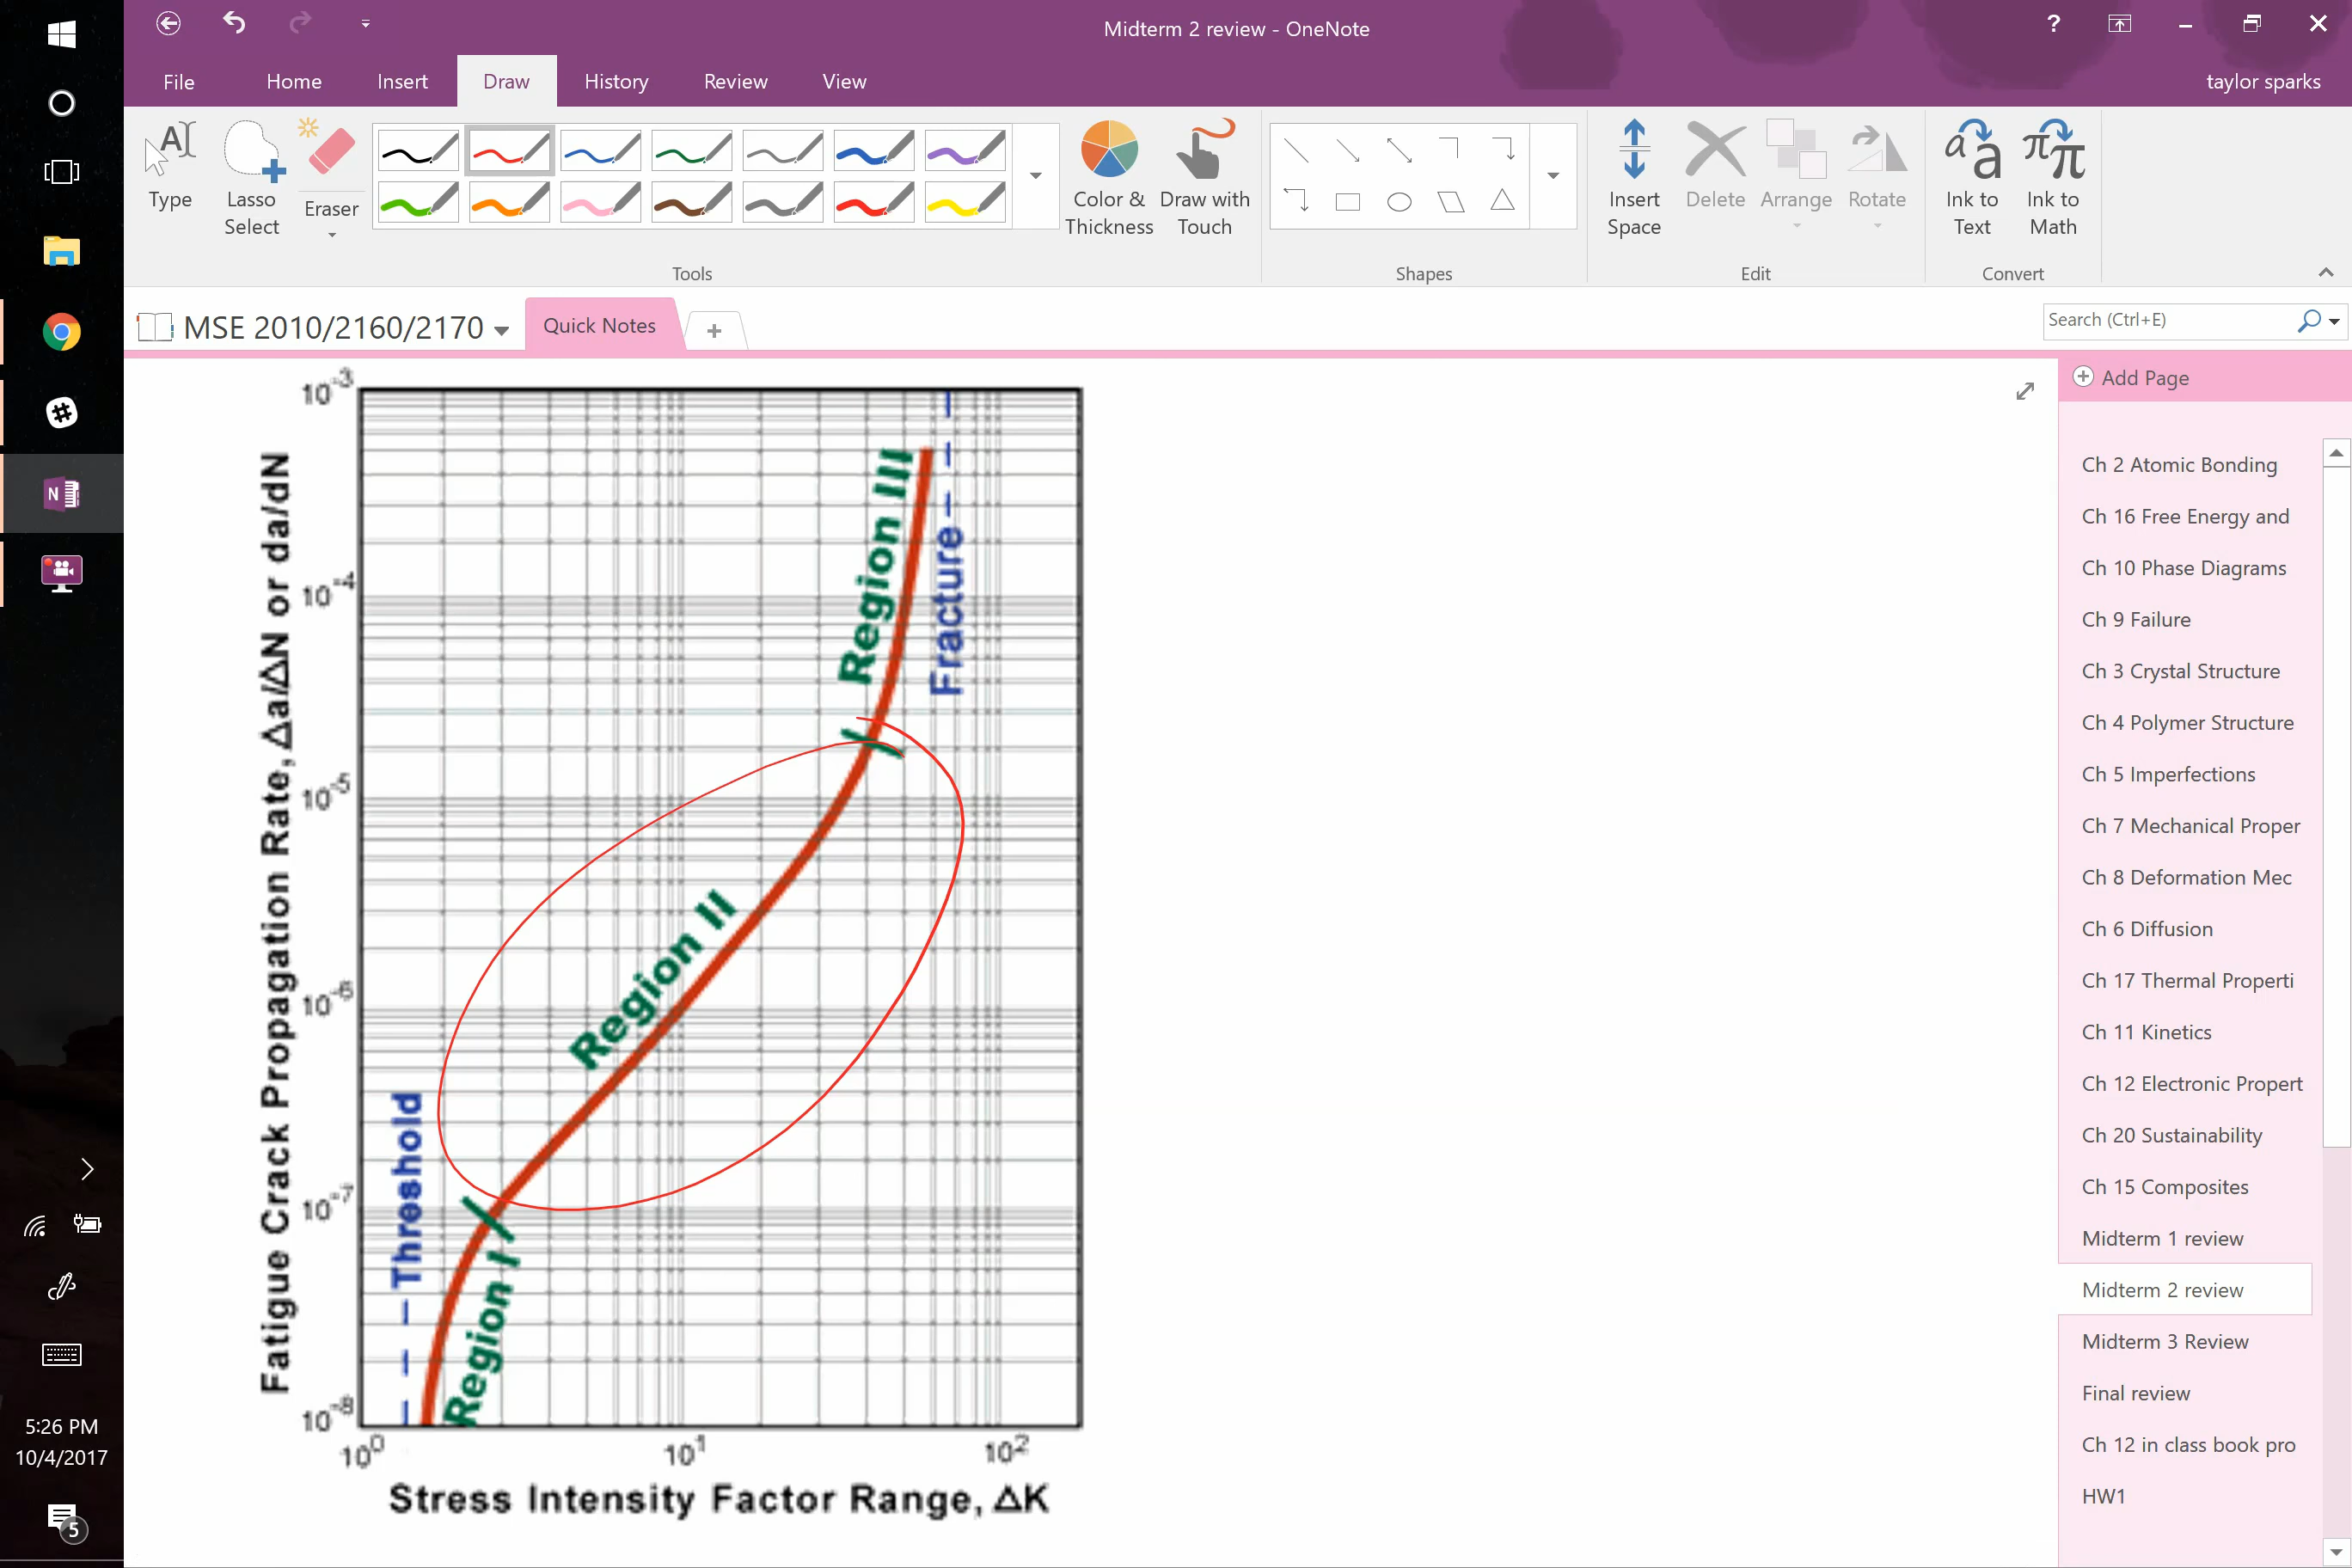 Midterm 2 review - OneNote
?
File Home Insert Draw History Review View
taylor sparks
Type
Lasso Select
Eraser
Color & Thickness
Draw with Touch
Insert Space
Delete
Arrange
Rotate
Ink to Text
Ink to Math
Tools
Shapes
Edit
Convert
MSE 2010/2160/2170
Quick Notes
Search (Ctrl+E)
Add Page
Ch 2 Atomic Bonding
Ch 16 Free Energy and
Ch 10 Phase Diagrams
Ch 9 Failure
Ch 3 Crystal Structure
Ch 4 Polymer Structure
Ch 5 Imperfections
Ch 7 Mechanical Proper
Ch 8 Deformation Mec
Ch 6 Diffusion
Ch 17 Thermal Properti
Ch 11 Kinetics
Ch 12 Electronic Propert
Ch 20 Sustainability
Ch 15 Composites
Midterm 1 review
Midterm 2 review
Midterm 3 Review
Final review
Ch 12 in class book pro
HW1
Fatigue Crack Propagation Rate, Δa/ΔN or da/dN
10⁻³
10⁻⁴
10⁻⁵
10⁻⁶
10⁻⁷
10⁻⁸
Region III
Fracture
Region II
Threshold
Region I
10⁰ 10¹ 10²
Stress Intensity Factor Range, ΔK
5:26 PM
10/4/2017
5